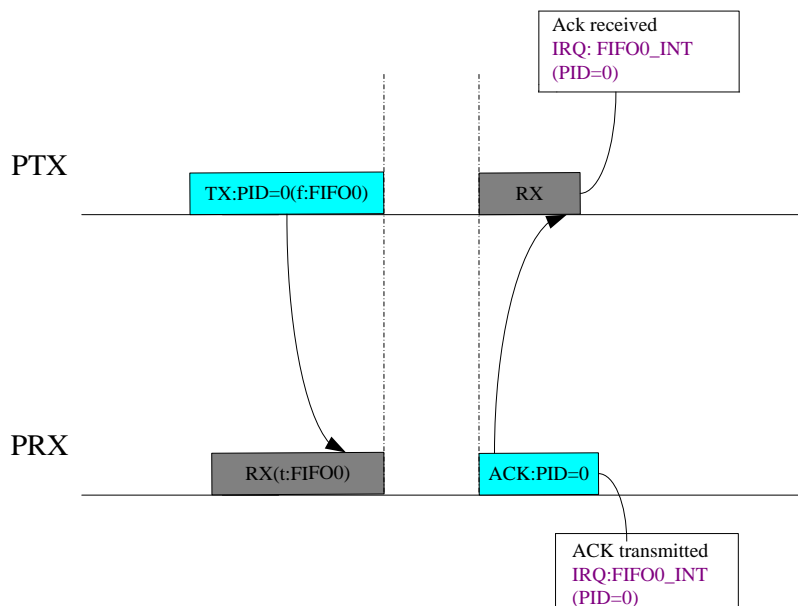 Ack received
IRQ: FIFO0_INT
(PID=0)
PTX
TX:PID=0(f:FIFO0)
RX
PRX
RX(t:FIFO0)
ACK:PID=0
ACK transmitted
IRQ:FIFO0_INT
(PID=0)